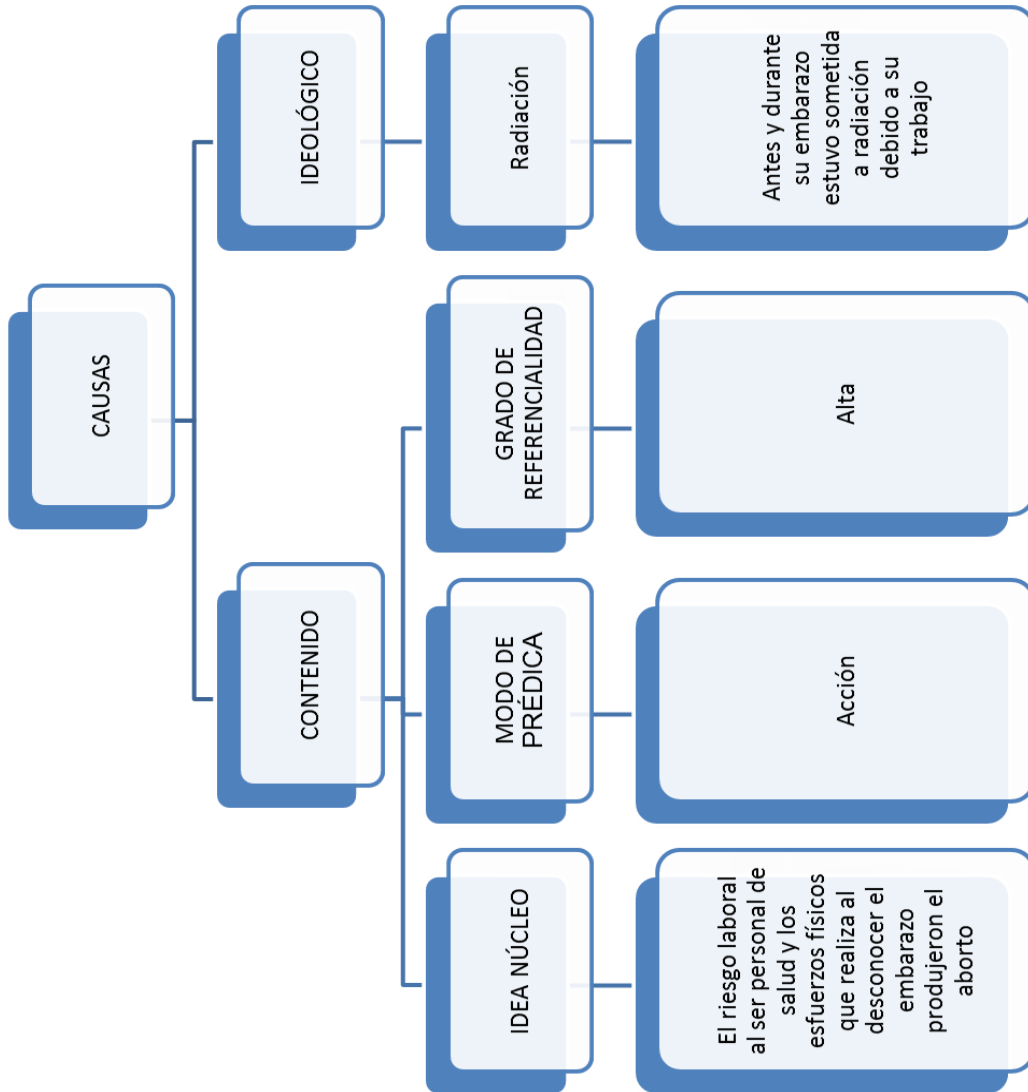 CAUSAS
CONTENIDO
IDEOLÓGICO
IDEA NÚCLEO
MODO DE
PRÉDICA
GRADO DE
REFERENCIALIDAD
Radiación
El riesgo laboral
al ser personal de
salud y los
esfuerzos físicos
que realiza al
desconocer el
embarazo
produjeron el
aborto
Acción
Alta
Antes y durante
su embarazo
estuvo sometida
a radiación
debido a su
trabajo